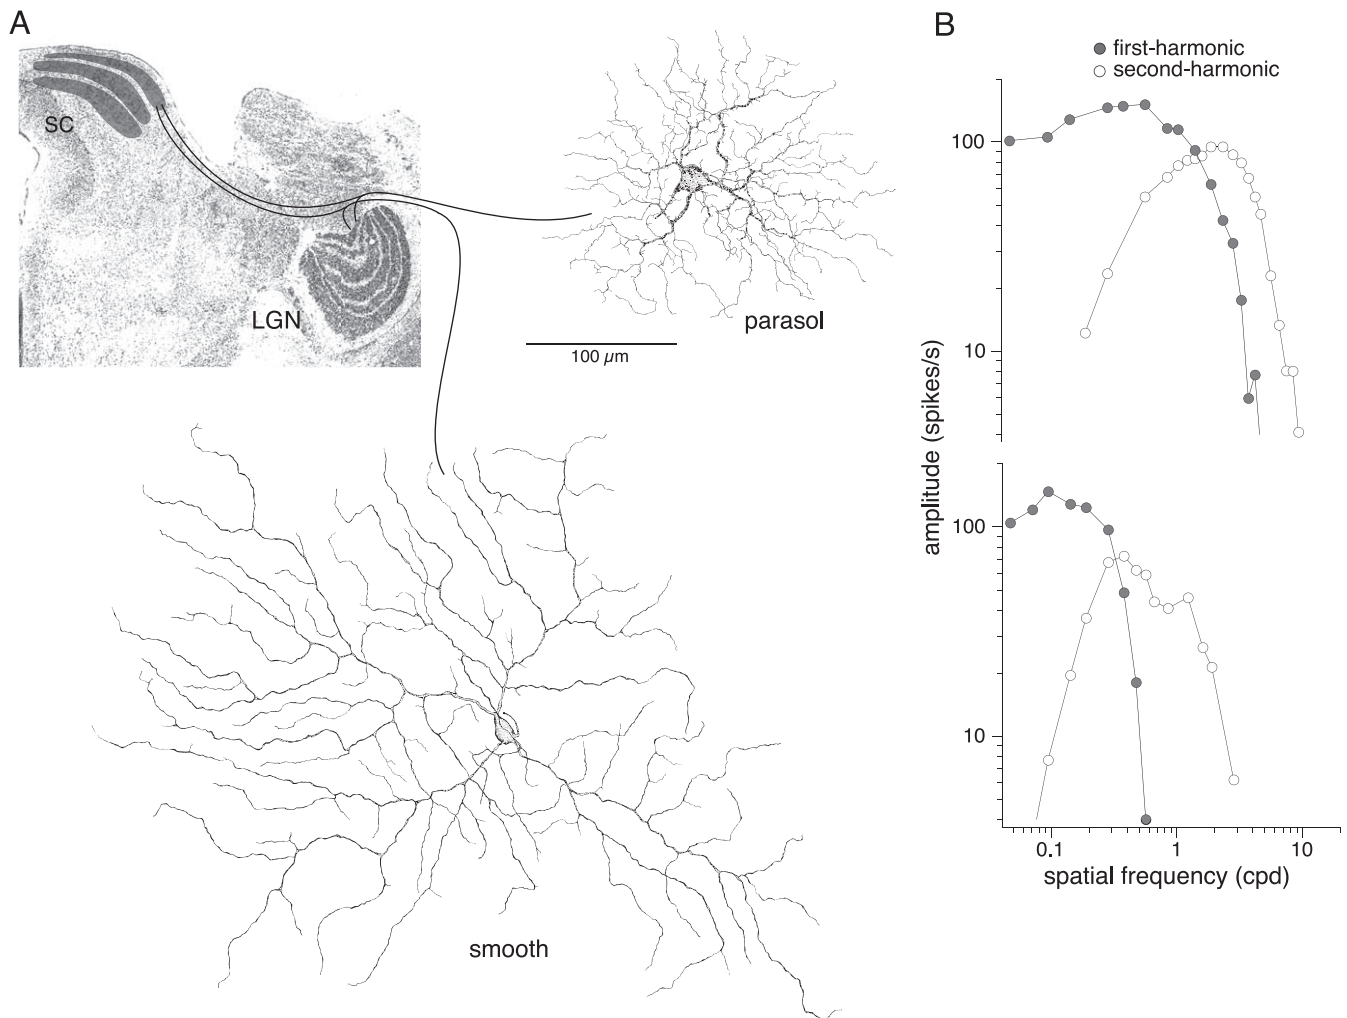 A
SC
LGN
parasol
100 µm
smooth
B
first-harmonic
second-harmonic
amplitude (spikes/s)
100
10
100
10
0.1 1 10
spatial frequency (cpd)